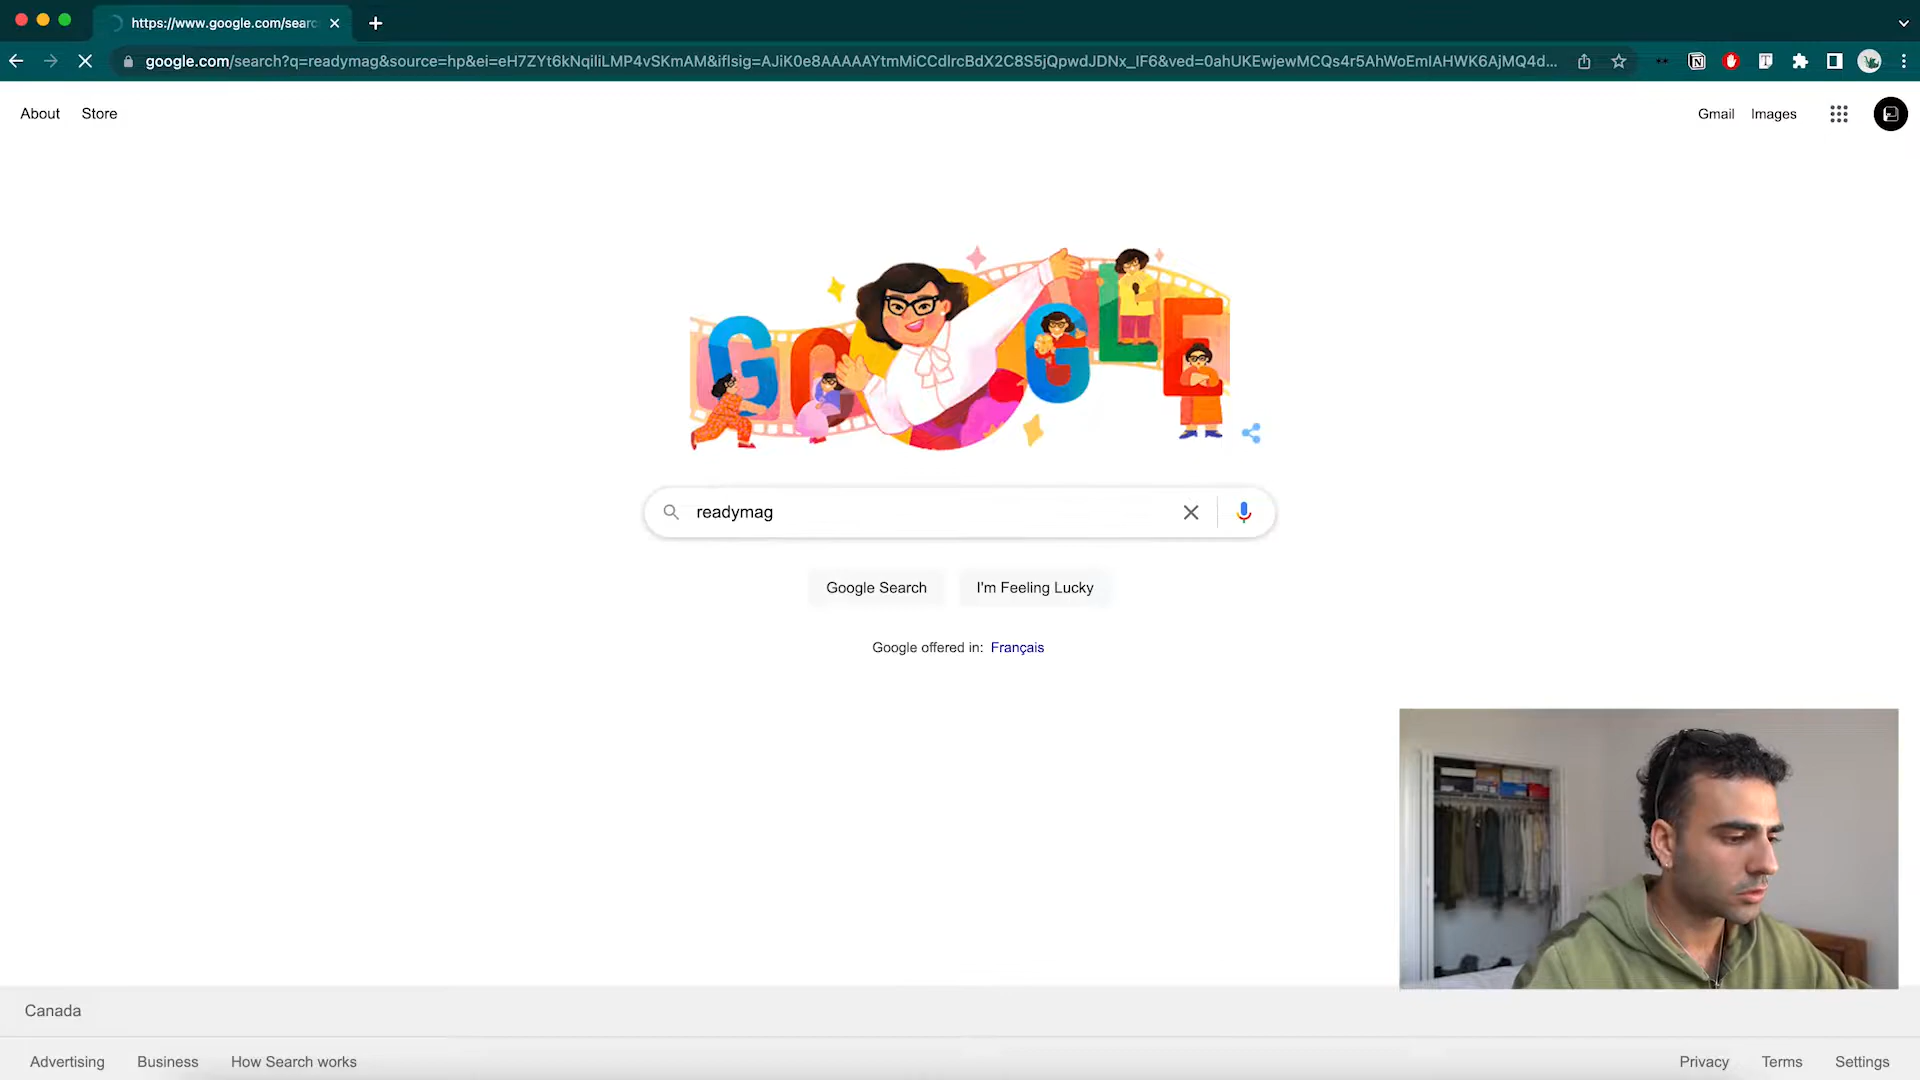 https://www.google.com/sear
google.com/search?q=readymag&source=hp&ei=eH7ZYt6kNqiliLMP4vSKmAM&iflsig=AJiK0e8AAAAAYtmMiCCdlrcBdX2C8S5jQpwdJDNx_IF6&ved=0ahUKEwjewMCQs4r5AhWoEmIAHWK6AjMQ4d...
About Store Gmail Images
GOOGLE
readymag
Google Search I'm Feeling Lucky
Google offered in: Français
Canada
Advertising Business How Search works Privacy Terms Settings